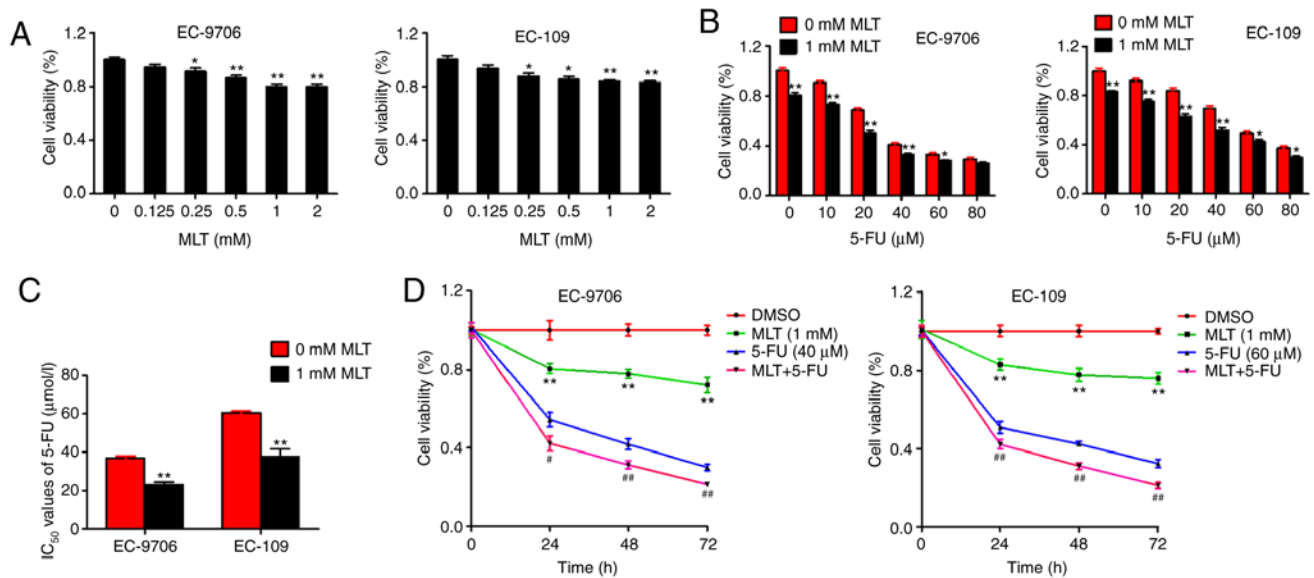 A
EC-9706
Cell viability (%)
1.2
0.8
0.4
0.0
* ** ** **
0 0.125 0.25 0.5 1 2
MLT (mM)
EC-109
Cell viability (%)
1.2
0.8
0.4
0.0
* * ** **
0 0.125 0.25 0.5 1 2
MLT (mM)
B
0 mM MLT
1 mM MLT
EC-9706
Cell viability (%)
1.2
0.8
0.4
0.0
** ** ** ** *
0 10 20 40 60 80
5-FU (µM)
0 mM MLT
1 mM MLT
EC-109
Cell viability (%)
1.2
0.8
0.4
0.0
** ** ** ** * *
0 10 20 40 60 80
5-FU (µM)
C
0 mM MLT
1 mM MLT
IC50 values of 5-FU (µmol/l)
80
60
40
20
0
** **
EC-9706 EC-109
D
EC-9706
Cell viability (%)
1.2
0.8
0.4
0.0
** ** **
# ## ##
0 24 48 72
Time (h)
DMSO
MLT (1 mM)
5-FU (40 µM)
MLT+5-FU
EC-109
Cell viability (%)
1.2
0.8
0.4
0.0
** ** **
## ## ##
0 24 48 72
Time (h)
DMSO
MLT (1 mM)
5-FU (60 µM)
MLT+5-FU